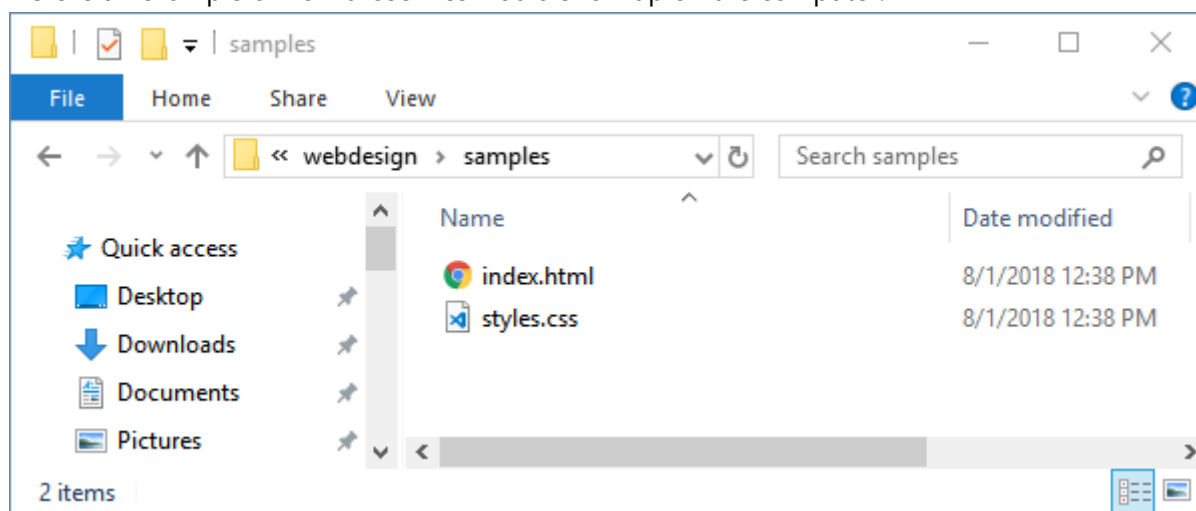 samples
File Home Share View
« webdesign › samples Search samples
Name Date modified
Quick access
index.html 8/1/2018 12:38 PM
Desktop
styles.css 8/1/2018 12:38 PM
Downloads
Documents
Pictures
2 items